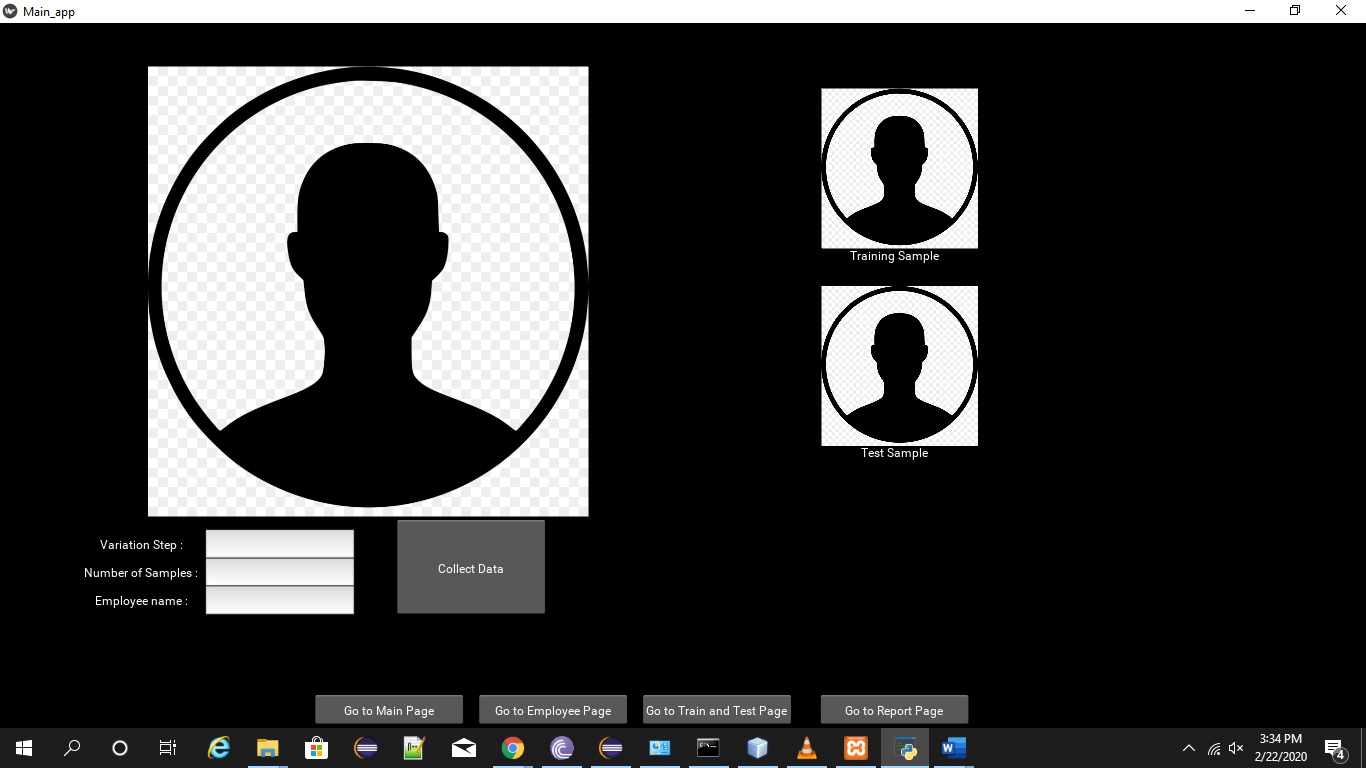 Main_app
Training Sample
Test Sample
Variation Step :
Number of Samples :
Employee name :
Collect Data
Go to Main Page
Go to Employee Page
Go to Train and Test Page
Go to Report Page
3:34 PM
2/22/2020
4